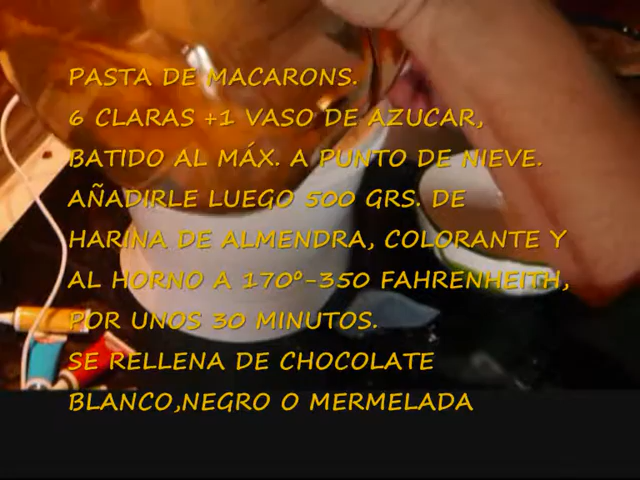 PASTA DE MACARONS.
6 CLARAS +1 VASO DE AZUCAR,
BATIDO AL MÁX. A PUNTO DE NIEVE.
AÑADIRLE LUEGO 500 GRS. DE
HARINA DE ALMENDRA, COLORANTE Y
AL HORNO A 170º-350 FAHRENHEITH,
POR UNOS 30 MINUTOS.
SE RELLENA DE CHOCOLATE
BLANCO,NEGRO O MERMELADA